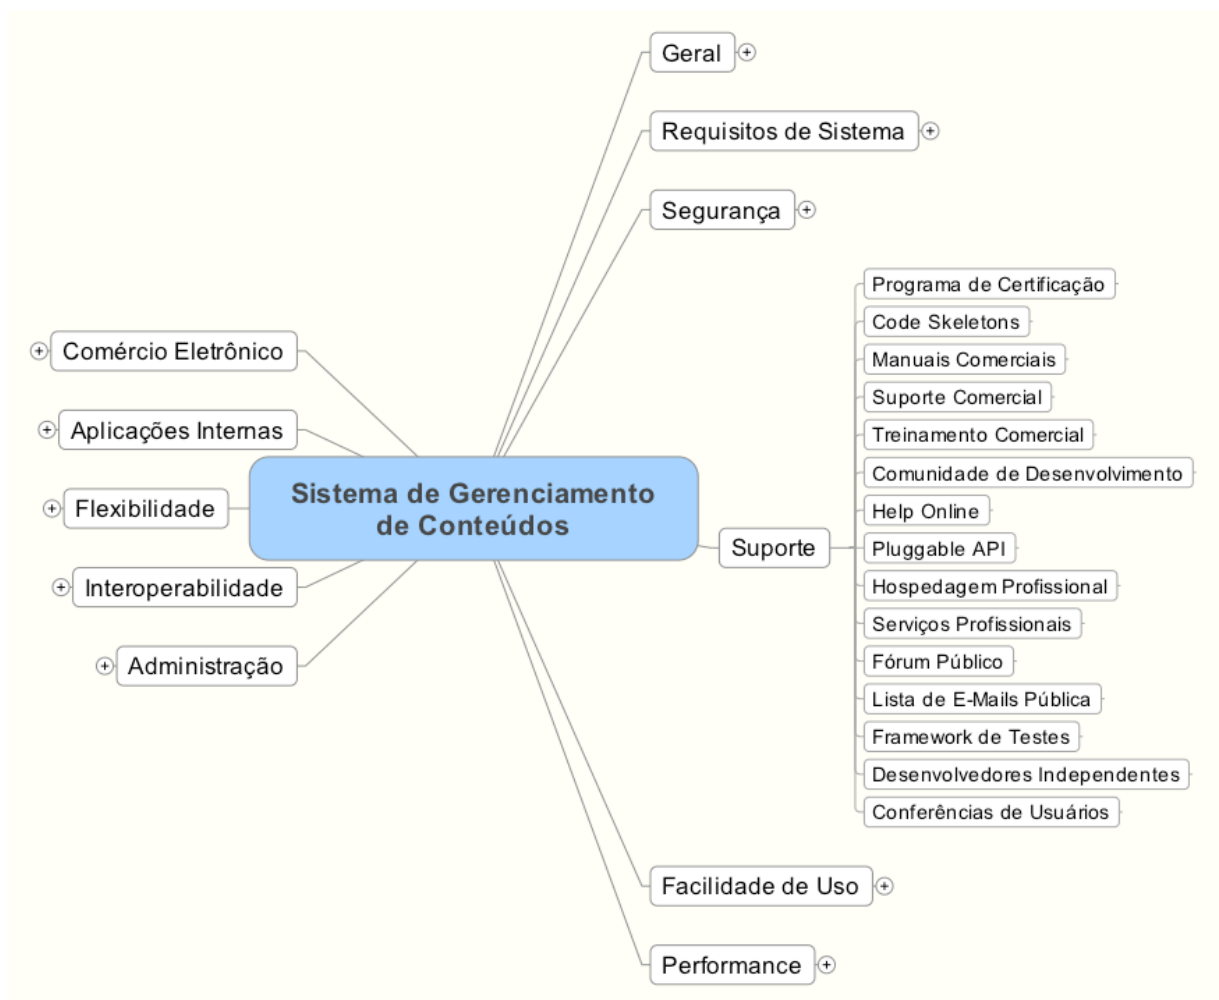 Geral
Requisitos de Sistema
Segurança
Programa de Certificação
Code Skeletons
Manuais Comerciais
Suporte Comercial
Treinamento Comercial
Comunidade de Desenvolvimento
Help Online
Pluggable API
Hospedagem Profissional
Serviços Profissionais
Fórum Público
Lista de E-Mails Pública
Framework de Testes
Desenvolvedores Independentes
Conferências de Usuários
Suporte
Comércio Eletrônico
Aplicações Internas
Flexibilidade
Interoperabilidade
Administração
Sistema de Gerenciamento
de Conteúdos
Facilidade de Uso
Performance